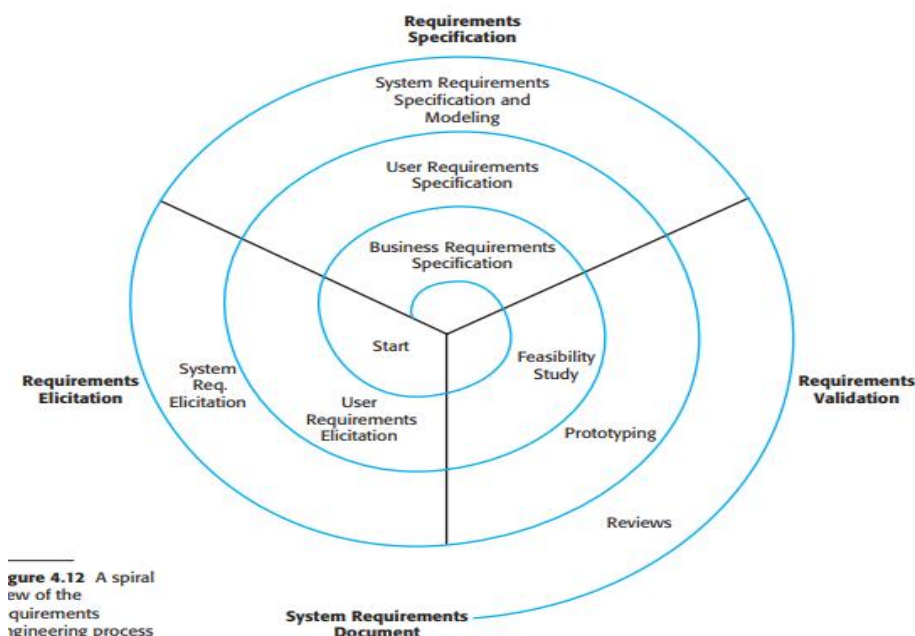 Requirements
Specification
System Requirements
Specification and
Modeling
User Requirements
Specification
Business Requirements
Specification
Start
Feasibility
Study
Requirements
Elicitation
System
Req.
Elicitation
User
Requirements
Elicitation
Prototyping
Requirements
Validation
Reviews
gure 4.12 A spiral
ew of the
quirements
ngineering process
System Requirements
Document